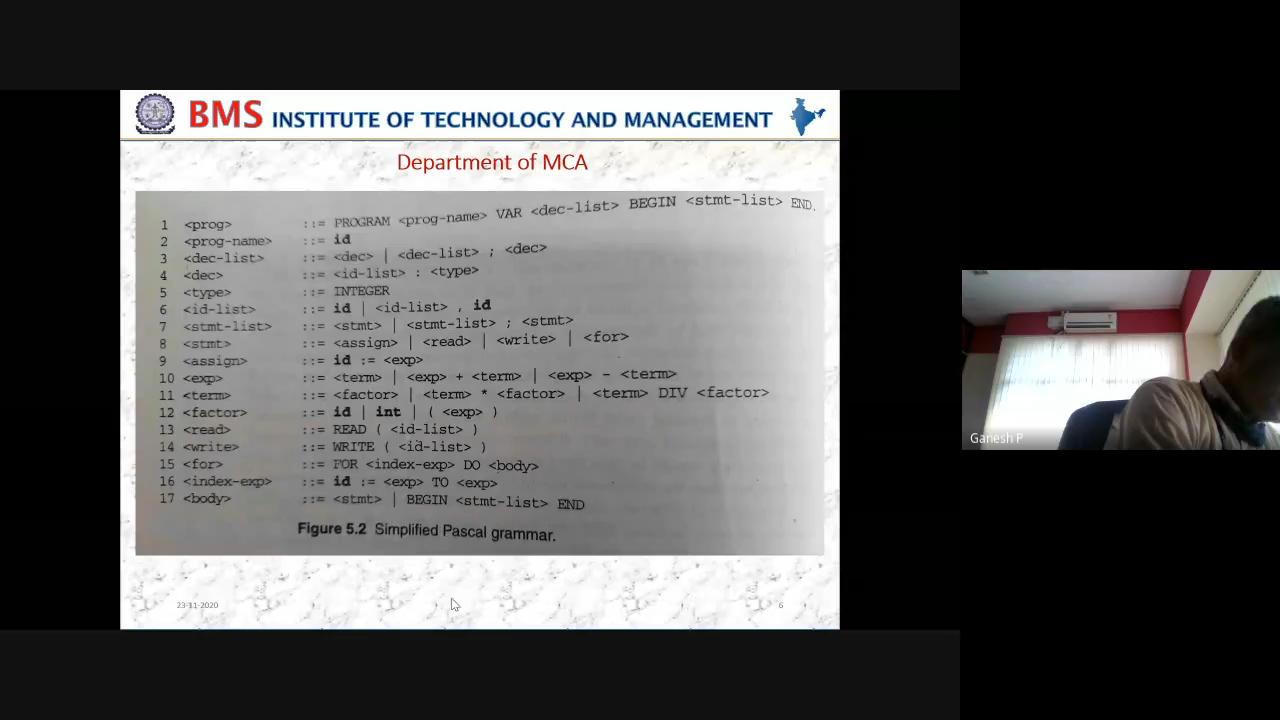 BMS INSTITUTE OF TECHNOLOGY AND MANAGEMENT
Department of MCA
1 <prog> ::= PROGRAM <prog-name> VAR <dec-list> BEGIN <stmt-list> END.
2 <prog-name> ::= id
3 <dec-list> ::= <dec> | <dec-list> ; <dec>
4 <dec> ::= <id-list> : <type>
5 <type> ::= INTEGER
6 <id-list> ::= id | <id-list> , id
7 <stmt-list> ::= <stmt> | <stmt-list> ; <stmt>
8 <stmt> ::= <assign> | <read> | <write> | <for>
9 <assign> ::= id := <exp>
10 <exp> ::= <term> | <exp> + <term> | <exp> - <term>
11 <term> ::= <factor> | <term> * <factor> | <term> DIV <factor>
12 <factor> ::= id | int | ( <exp> )
13 <read> ::= READ ( <id-list> )
14 <write> ::= WRITE ( <id-list> )
15 <for> ::= FOR <index-exp> DO <body>
16 <index-exp> ::= id := <exp> TO <exp>
17 <body> ::= <stmt> | BEGIN <stmt-list> END
Figure 5.2 Simplified Pascal grammar.
23-11-2020 6
Ganesh P